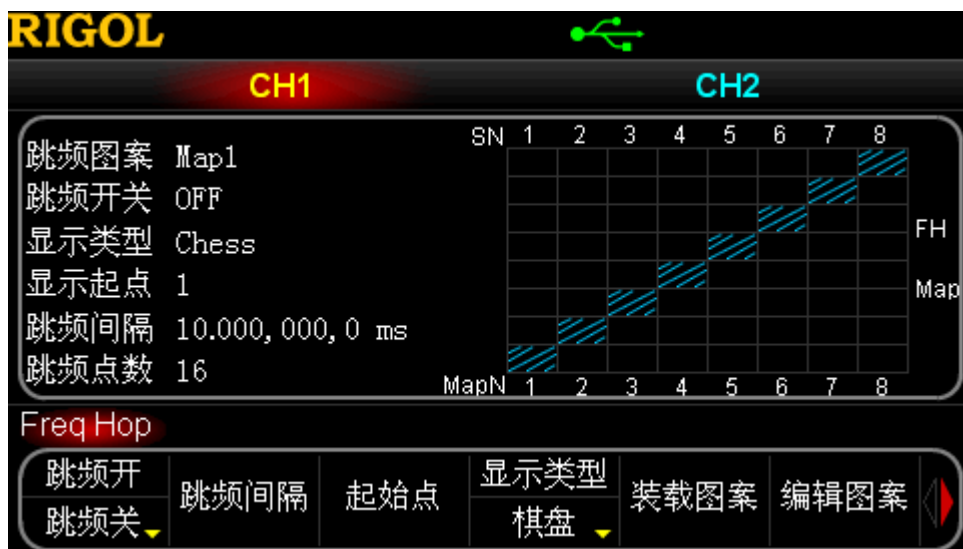 RIGOL
CH1 CH2
SN 1 2 3 4 5 6 7 8
跳频图案 Map1
跳频开关 OFF
显示类型 Chess
显示起点 1
跳频间隔 10.000,000,0 ms
跳频点数 16
FH
Map
MapN 1 2 3 4 5 6 7 8
Freq Hop
跳频开
跳频关
跳频间隔
起始点
显示类型
棋盘
装载图案
编辑图案